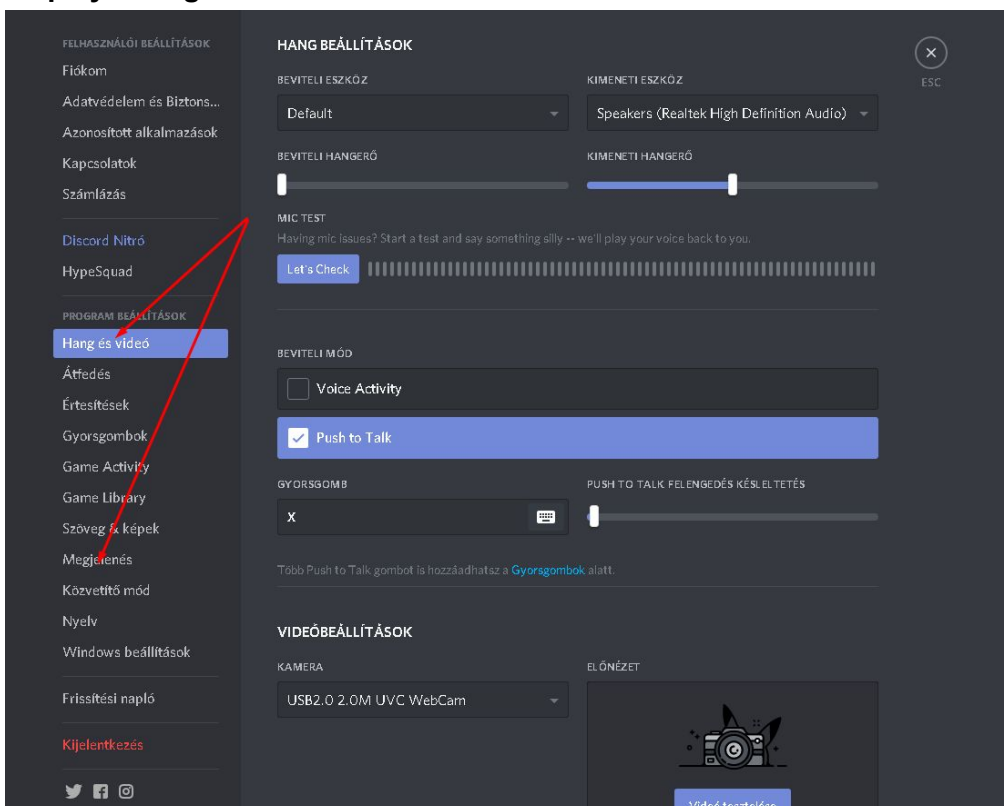 FELHASZNÁLÓI BEÁLLÍTÁSOK
Fiókom
Adatvédelem és Biztons...
Azonosított alkalmazások
Kapcsolatok
Számlázás
Discord Nitró
HypeSquad
PROGRAM BEÁLLÍTÁSOK
Hang és videó
Átfedés
Értesítések
Gyorsgombok
Game Activity
Game Library
Szöveg & képek
Megjelenés
Közvetítő mód
Nyelv
Windows beállítások
Frissítési napló
Kijelentkezés
HANG BEÁLLÍTÁSOK
ESC
BEVITELI ESZKÖZ
Default
KIMENETI ESZKÖZ
Speakers (Realtek High Definition Audio)
BEVITELI HANGERŐ
KIMENETI HANGERŐ
MIC TEST
Having mic issues? Start a test and say something silly -- we'll play your voice back to you.
Let's Check
BEVITELI MÓD
Voice Activity
Push to Talk
GYORSGOMB
X
PUSH TO TALK FELENGEDÉS KÉSLELTETÉS
Több Push to Talk gombot is hozzáadhatsz a Gyorsgombok alatt.
VIDEÓBEÁLLÍTÁSOK
KAMERA
USB2.0 2.0M UVC WebCam
ELŐNÉZET
Videó tesztelése